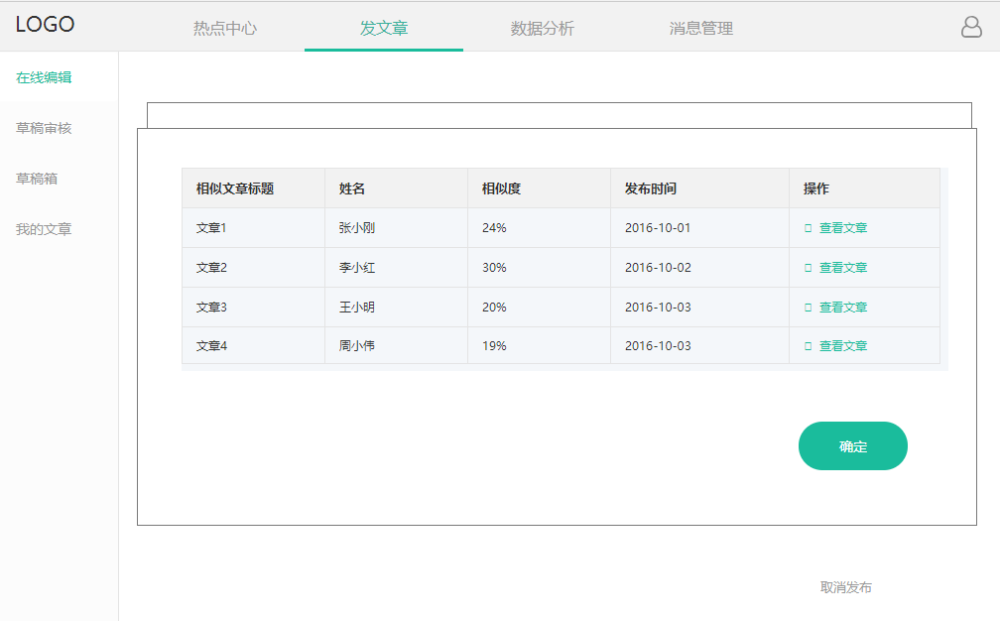 LOGO 热点中心 发文章 数据分析 消息管理
在线编辑
草稿审核
草稿箱
我的文章
相似文章标题 姓名 相似度 发布时间 操作
文章1 张小刚 24% 2016-10-01 查看文章
文章2 李小红 30% 2016-10-02 查看文章
文章3 王小明 20% 2016-10-03 查看文章
文章4 周小伟 19% 2016-10-03 查看文章
确定
取消发布